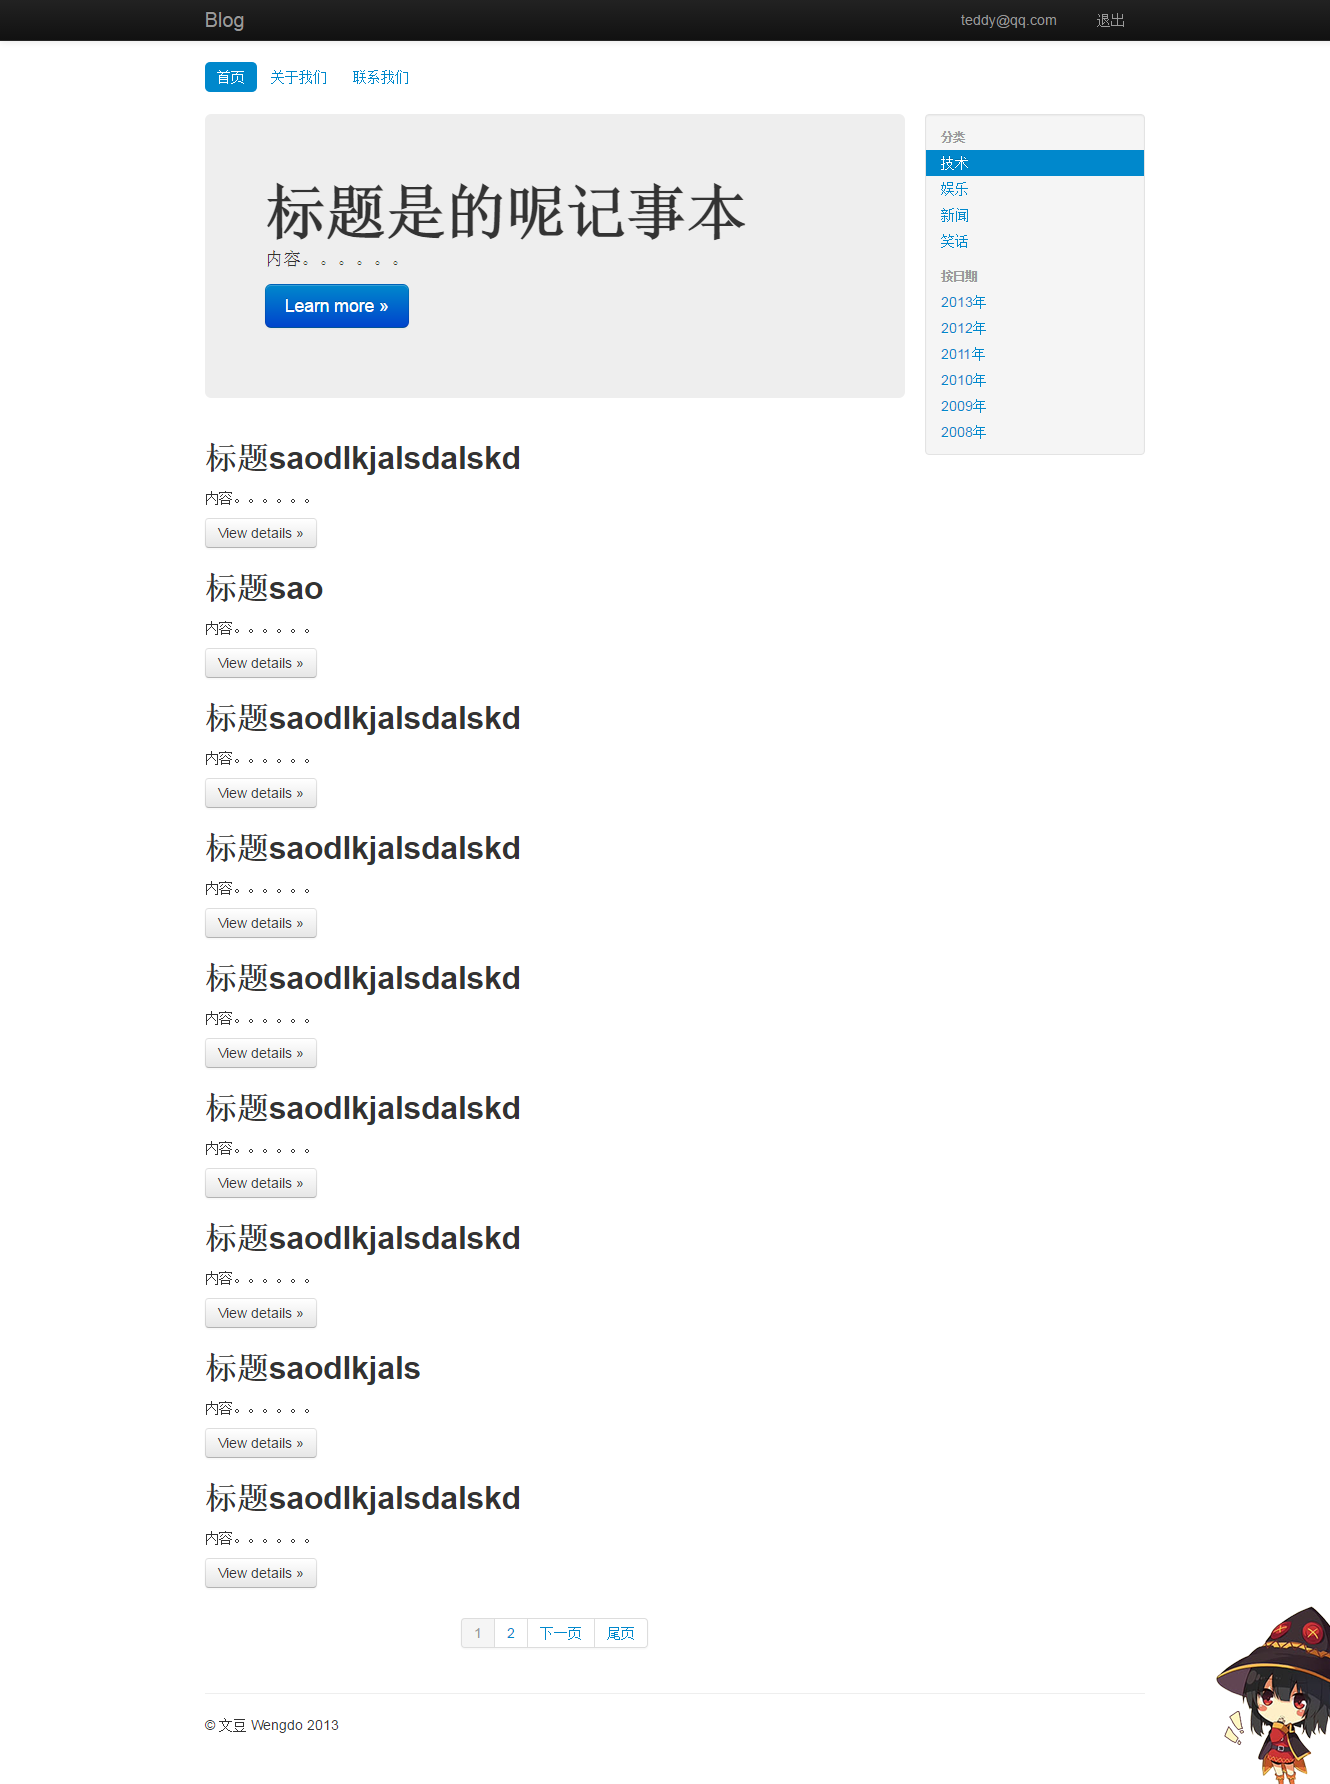 Blog
teddy@qq.com 退出
首页 关于我们 联系我们
标题是的呢记事本
内容。。。。。。
Learn more »
分类
技术
娱乐
新闻
笑话
按日期
2013年
2012年
2011年
2010年
2009年
2008年
标题saodlkjalsdalskd
内容。。。。。。
View details »
标题sao
内容。。。。。。
View details »
标题saodlkjalsdalskd
内容。。。。。。
View details »
标题saodlkjalsdalskd
内容。。。。。。
View details »
标题saodlkjalsdalskd
内容。。。。。。
View details »
标题saodlkjalsdalskd
内容。。。。。。
View details »
标题saodlkjalsdalskd
内容。。。。。。
View details »
标题saodlkjals
内容。。。。。。
View details »
标题saodlkjalsdalskd
内容。。。。。。
View details »
1 2 下一页 尾页
© 文豆 Wengdo 2013